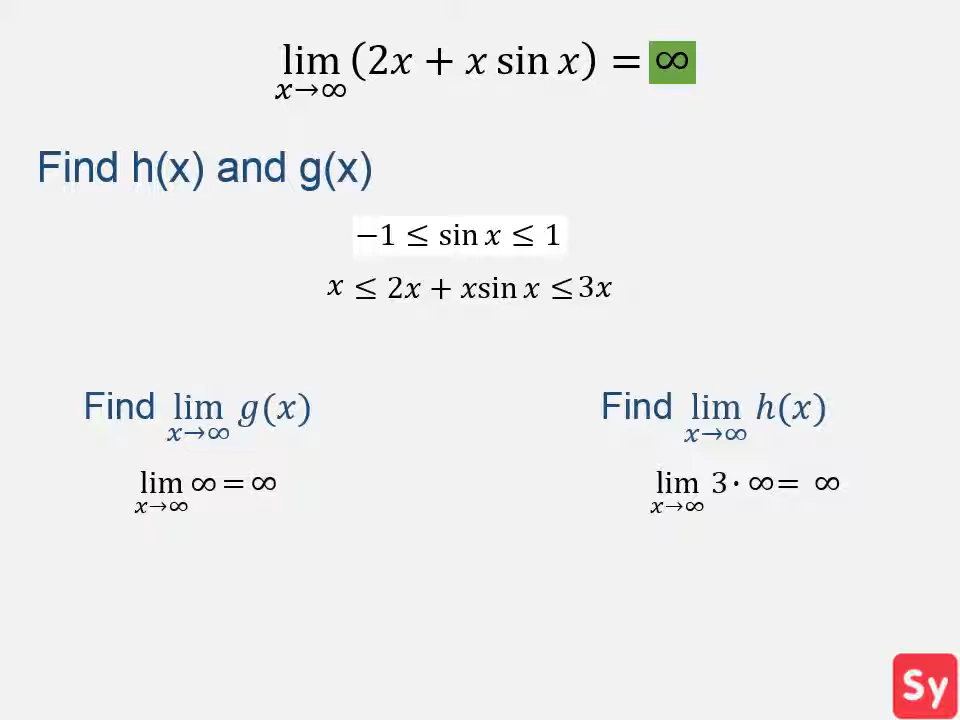 lim (2x + x sin x) = ∞
x→∞
Find h(x) and g(x)
−1 ≤ sin x ≤ 1
x ≤ 2x + xsin x ≤ 3x
Find lim g(x)
x→∞
Find lim h(x)
x→∞
lim ∞ = ∞
x→∞
lim 3 · ∞ = ∞
x→∞
Sy